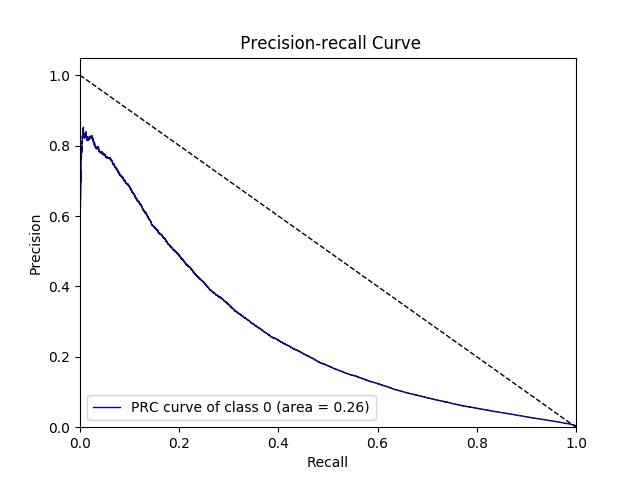 Precision-recall Curve
Precision
1.0
0.8
0.6
0.4
0.2
0.0
PRC curve of class 0 (area = 0.26)
0.0 0.2 0.4 0.6 0.8 1.0
Recall